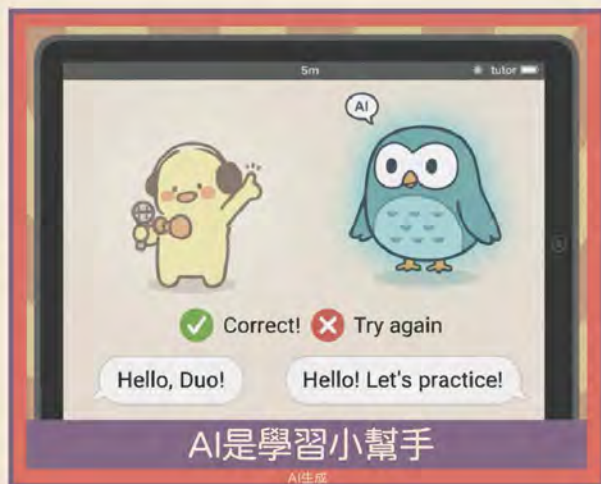 5m
tutor
AI
Correct! Try again
Hello, Duo!
Hello! Let's practice!
AI是學習小幫手
AI生成